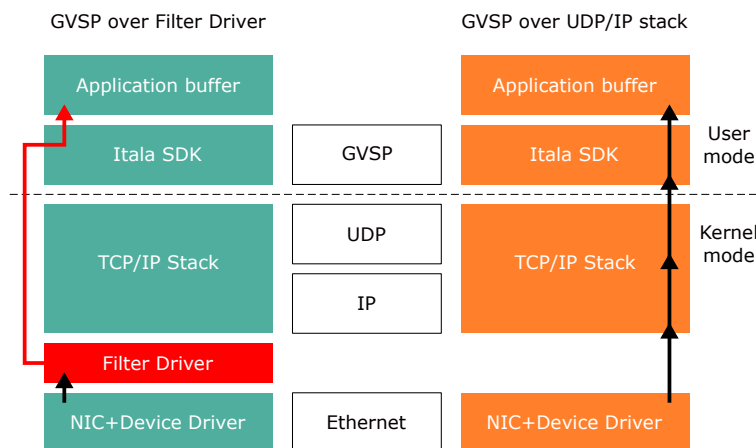 GVSP over Filter Driver
GVSP over UDP/IP stack
Application buffer
Application buffer
Itala SDK
GVSP
Itala SDK
User
mode
TCP/IP Stack
UDP
IP
TCP/IP Stack
Kernel
mode
Filter Driver
NIC+Device Driver
Ethernet
NIC+Device Driver